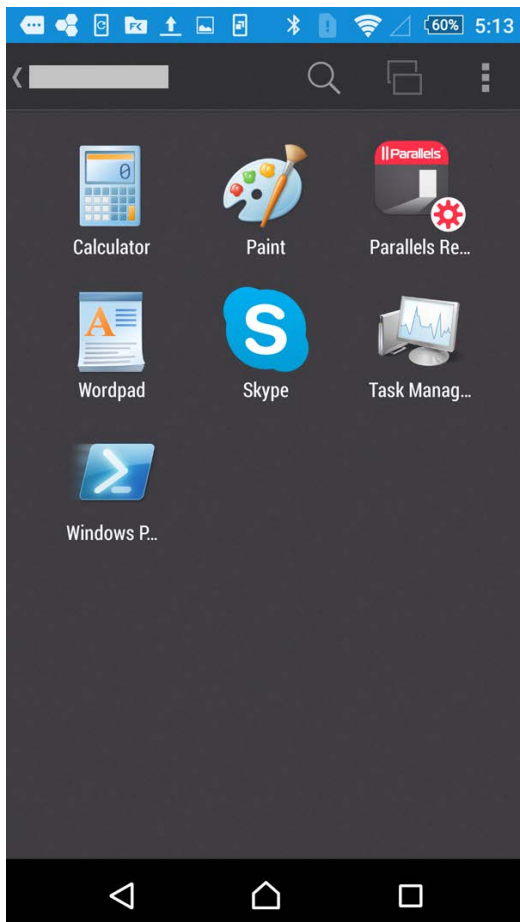 60% 5:13
Parallels
Calculator
Paint
Parallels Re...
Wordpad
Skype
Task Manag...
Windows P...